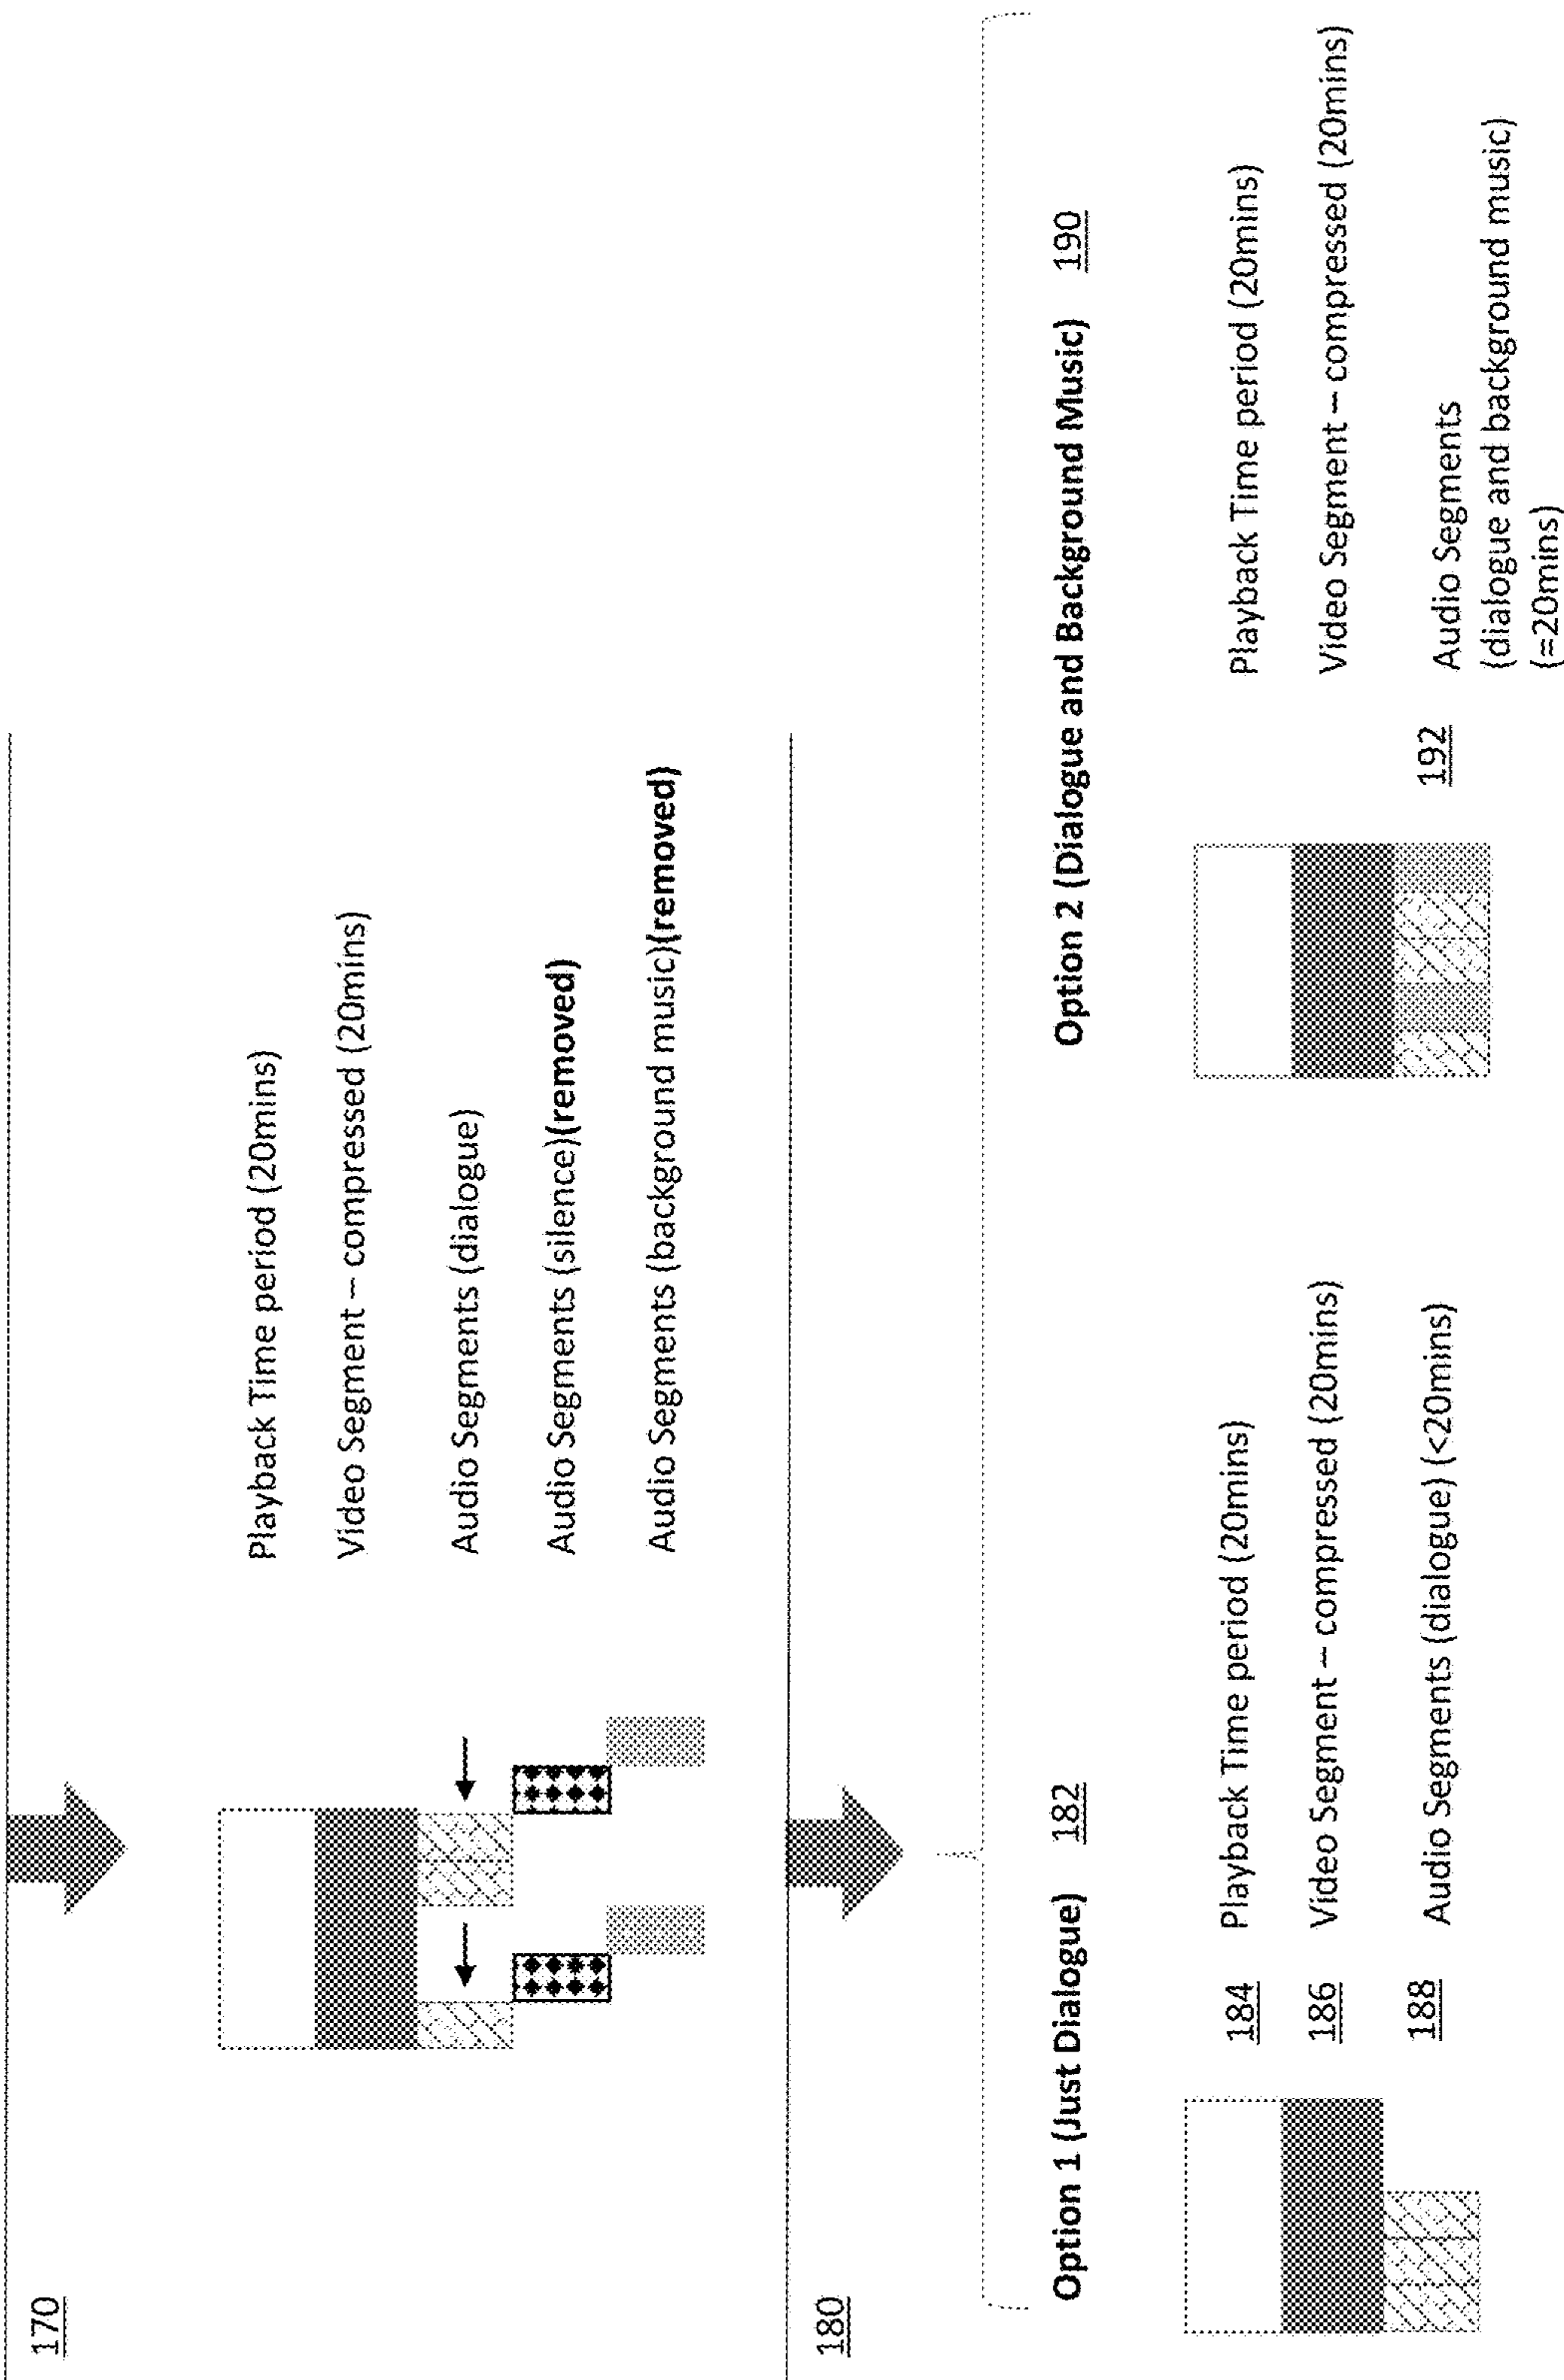 170
Playback Time period (20mins)
Video Segment – compressed (20mins)
Audio Segments (dialogue)
Audio Segments (silence)(removed)
Audio Segments (background music)(removed)
180
Option 1 (Just Dialogue) 182
184 Playback Time period (20mins)
186 Video Segment – compressed (20mins)
188 Audio Segments (dialogue) (<20mins)
Option 2 (Dialogue and Background Music) 190
Playback Time period (20mins)
Video Segment – compressed (20mins)
192 Audio Segments
(dialogue and background music)
(=20mins)